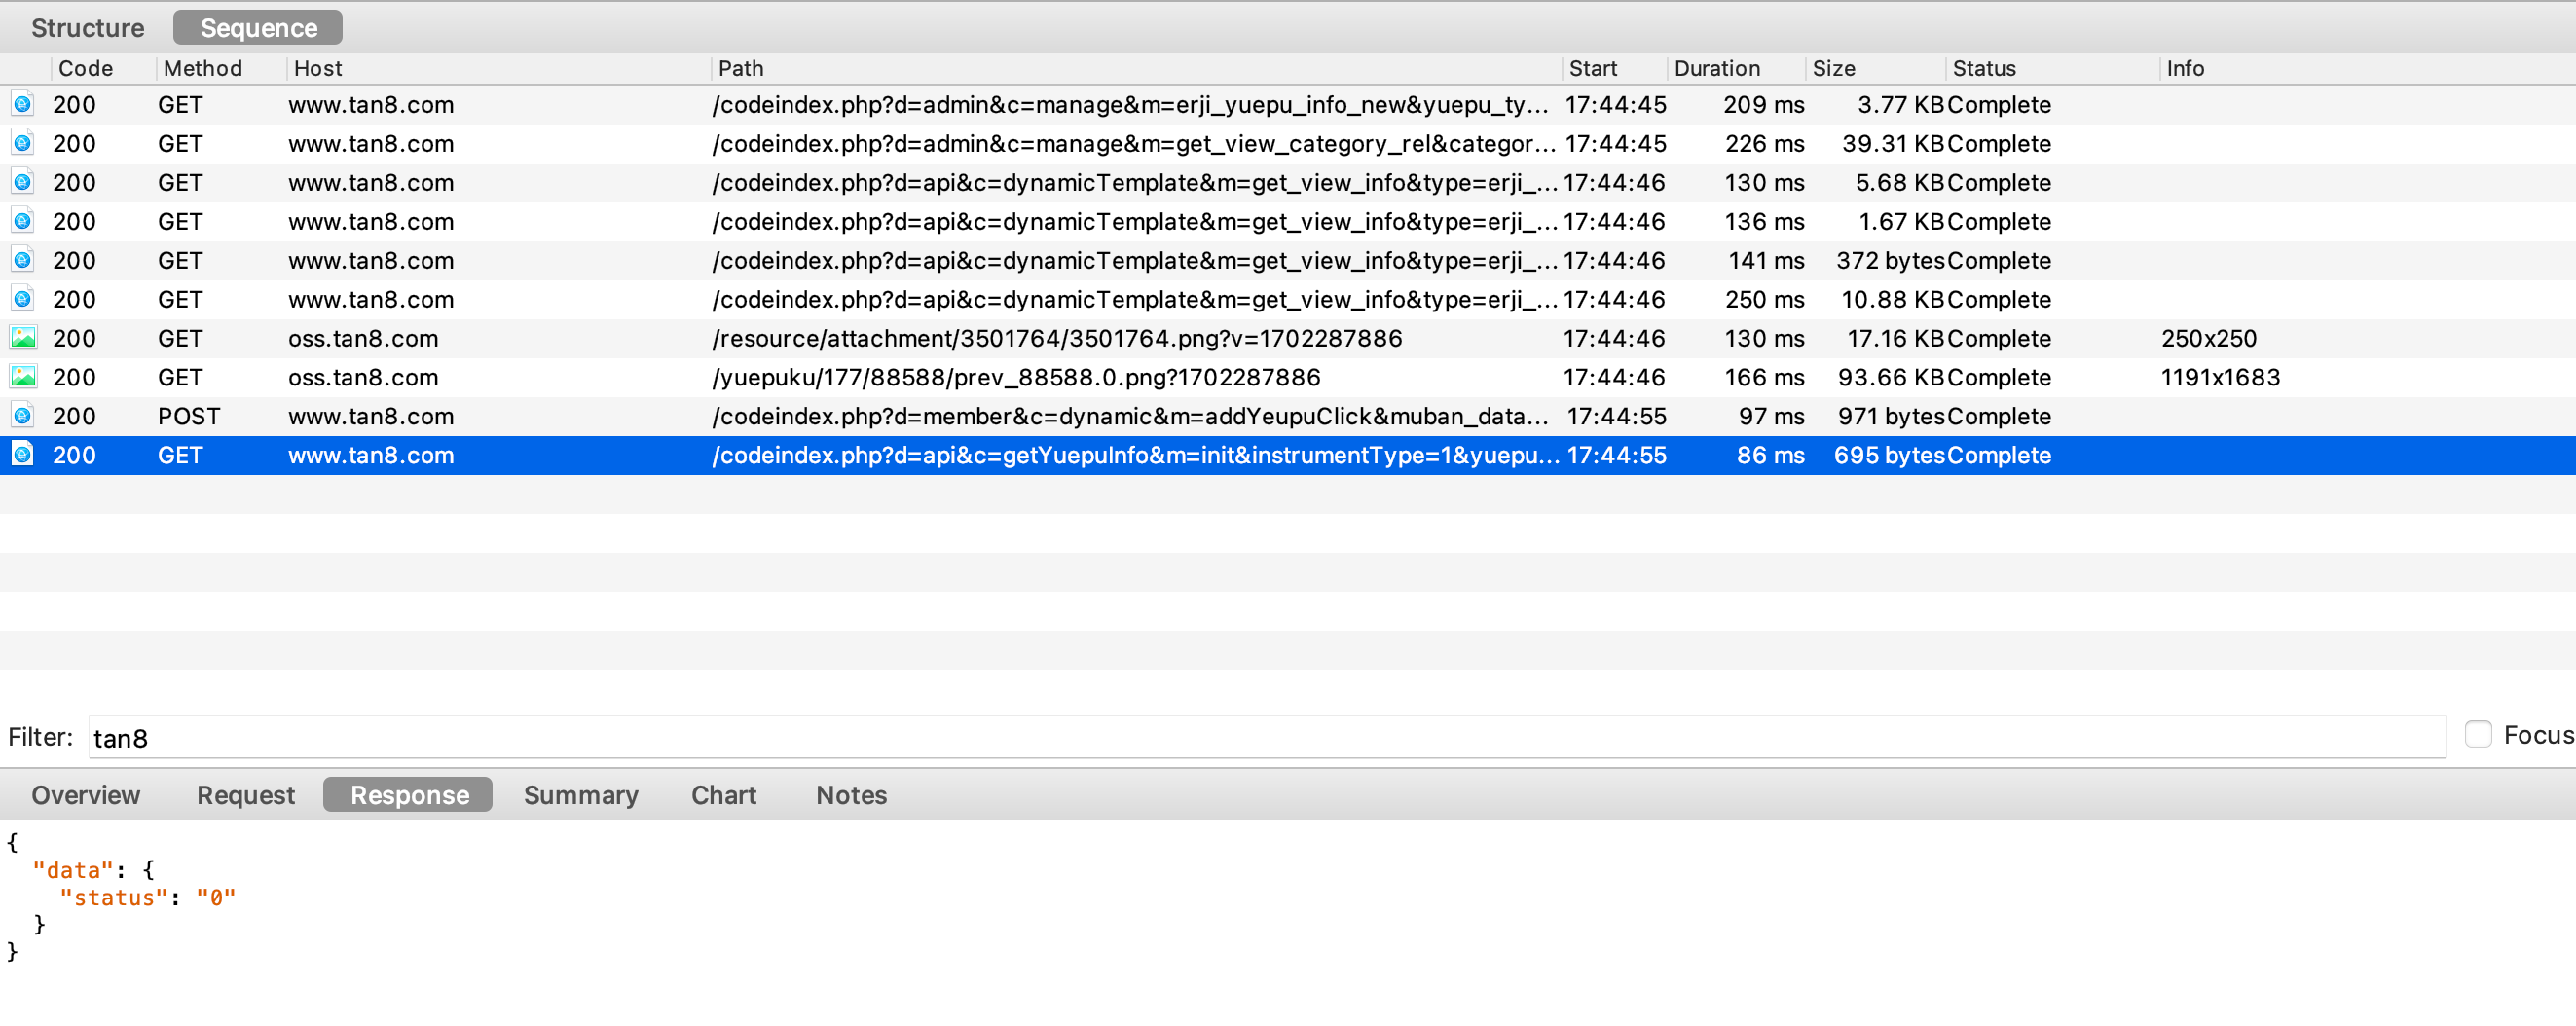 Structure Sequence
Code Method Host Path Start Duration Size Status Info
200 GET www.tan8.com /codeindex.php?d=admin&c=manage&m=erji_yuepu_info_new&yuepu_ty... 17:44:45 209 ms 3.77 KB Complete
200 GET www.tan8.com /codeindex.php?d=admin&c=manage&m=get_view_category_rel&categor... 17:44:45 226 ms 39.31 KB Complete
200 GET www.tan8.com /codeindex.php?d=api&c=dynamicTemplate&m=get_view_info&type=erji_... 17:44:46 130 ms 5.68 KB Complete
200 GET www.tan8.com /codeindex.php?d=api&c=dynamicTemplate&m=get_view_info&type=erji_... 17:44:46 136 ms 1.67 KB Complete
200 GET www.tan8.com /codeindex.php?d=api&c=dynamicTemplate&m=get_view_info&type=erji_... 17:44:46 141 ms 372 bytes Complete
200 GET www.tan8.com /codeindex.php?d=api&c=dynamicTemplate&m=get_view_info&type=erji_... 17:44:46 250 ms 10.88 KB Complete
200 GET oss.tan8.com /resource/attachment/3501764/3501764.png?v=1702287886 17:44:46 130 ms 17.16 KB Complete 250x250
200 GET oss.tan8.com /yuepuku/177/88588/prev_88588.0.png?1702287886 17:44:46 166 ms 93.66 KB Complete 1191x1683
200 POST www.tan8.com /codeindex.php?d=member&c=dynamic&m=addYeupuClick&muban_data... 17:44:55 97 ms 971 bytes Complete
200 GET www.tan8.com /codeindex.php?d=api&c=getYuepuInfo&m=init&instrumentType=1&yuepu... 17:44:55 86 ms 695 bytes Complete
Filter: tan8 Focus
Overview Request Response Summary Chart Notes
{
"data": {
"status": "0"
}
}